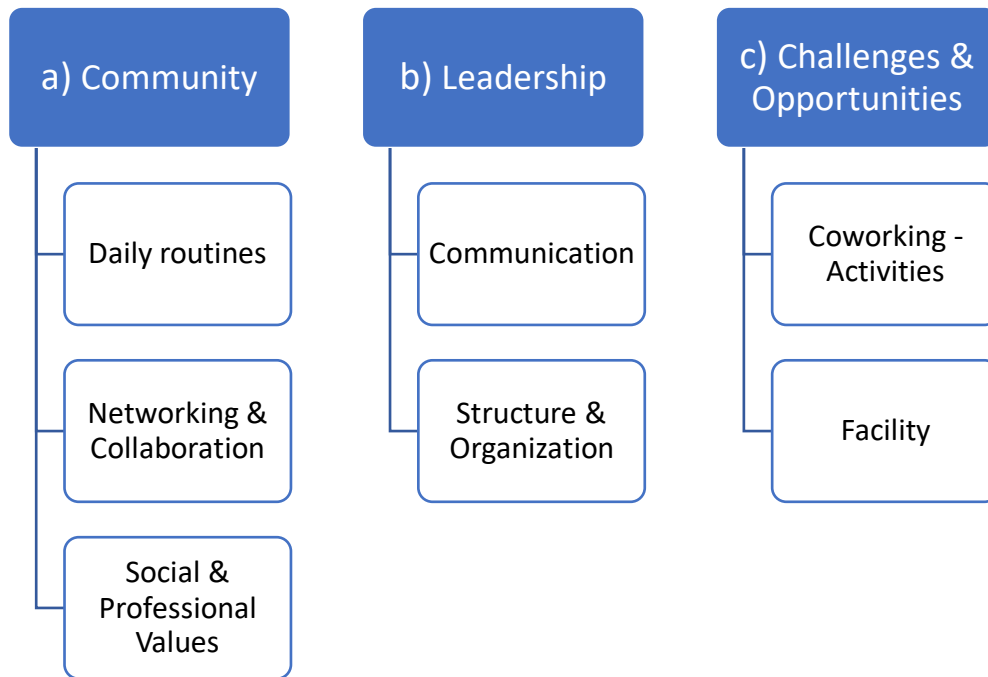 a) Community
Daily routines
Networking &
Collaboration
Social &
Professional
Values
b) Leadership
Communication
Structure &
Organization
c) Challenges &
Opportunities
Coworking -
Activities
Facility